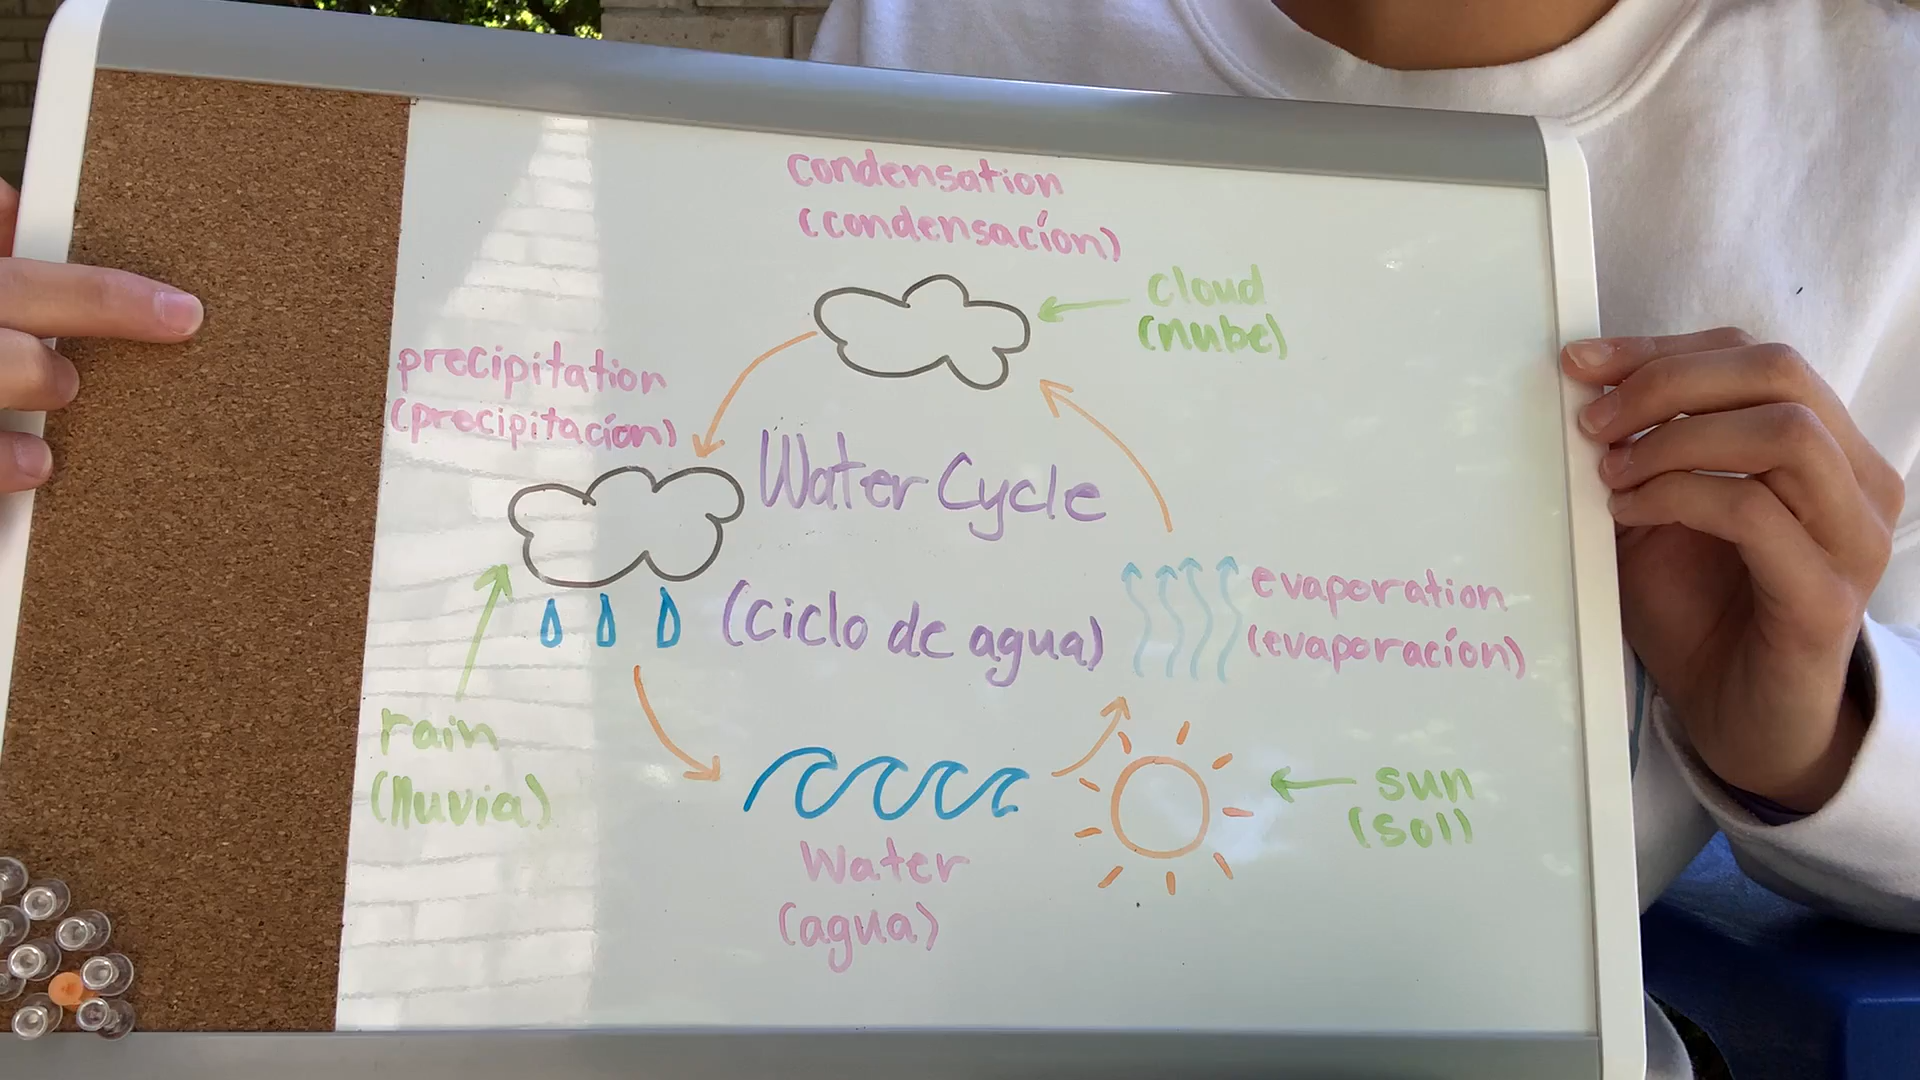 condensation
(condensacíon)
cloud
(nube)
precipitation
(precipitacíon)
Water Cycle
(ciclo de agua)
evaporation
(evaporacíon)
rain
(lluvia)
sun
(sol)
Water
(agua)